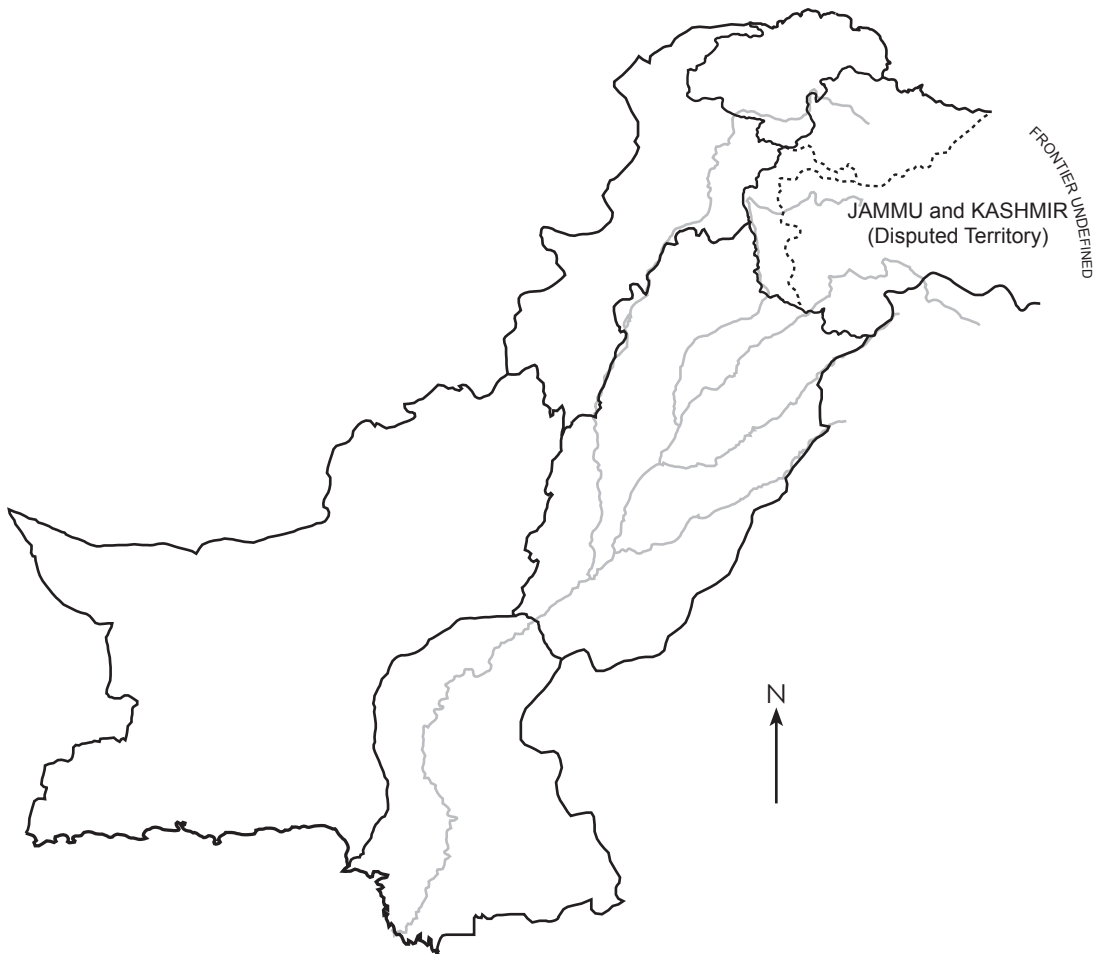 FRONTIER UNDEFINED
JAMMU and KASHMIR
(Disputed Territory)
N